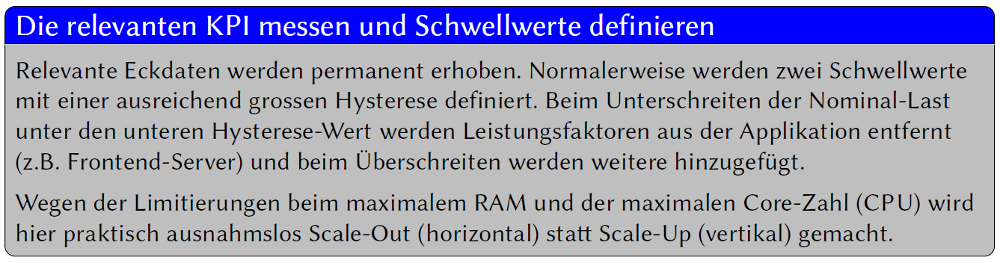 Die relevanten KPI messen und Schwellwerte definieren
Relevante Eckdaten werden permanent erhoben. Normalerweise werden zwei Schwellwerte
mit einer ausreichend grossen Hysterese definiert. Beim Unterschreiten der Nominal-Last
unter den unteren Hysterese-Wert werden Leistungsfaktoren aus der Applikation entfernt
(z.B. Frontend-Server) und beim Überschreiten werden weitere hinzugefügt.
Wegen der Limitierungen beim maximalem RAM und der maximalen Core-Zahl (CPU) wird
hier praktisch ausnahmslos Scale-Out (horizontal) statt Scale-Up (vertikal) gemacht.